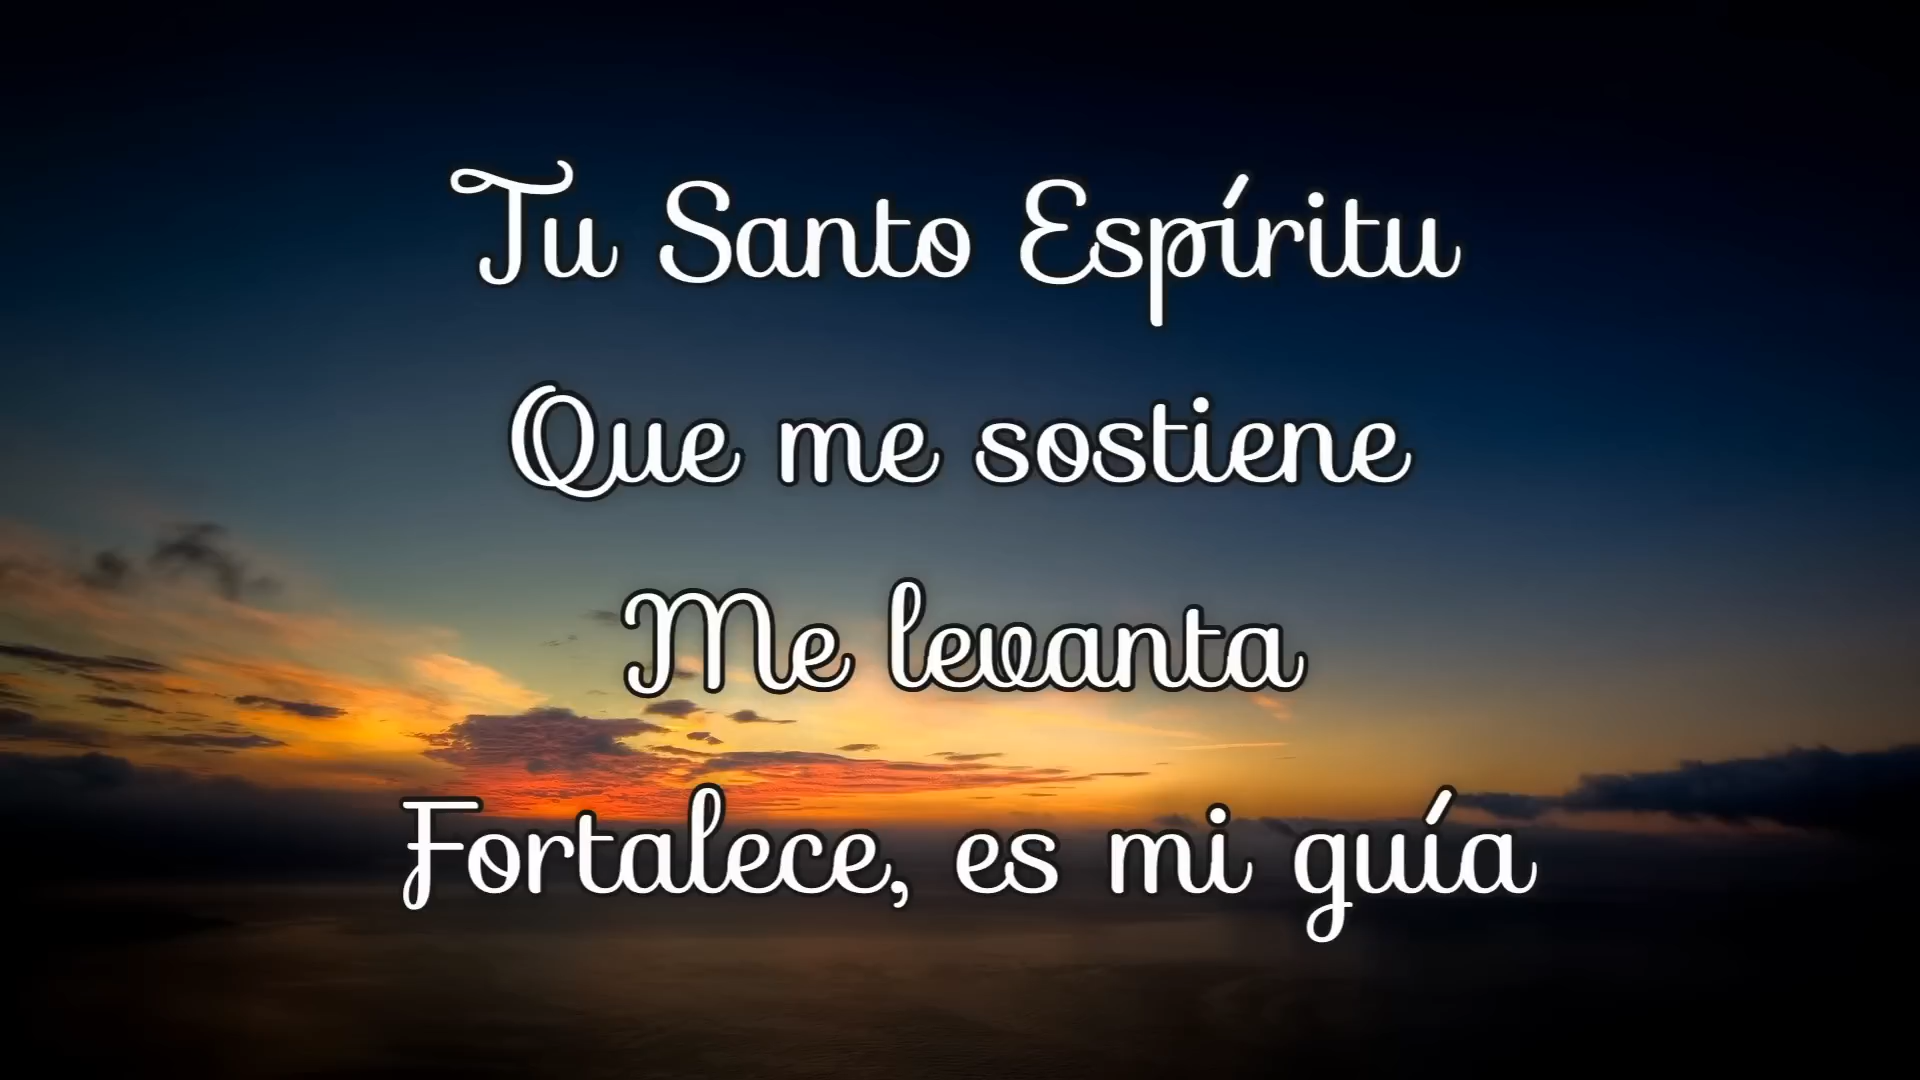 Tu Santo Espíritu
Que me sostiene
Me levanta
Fortalece, es mi guía